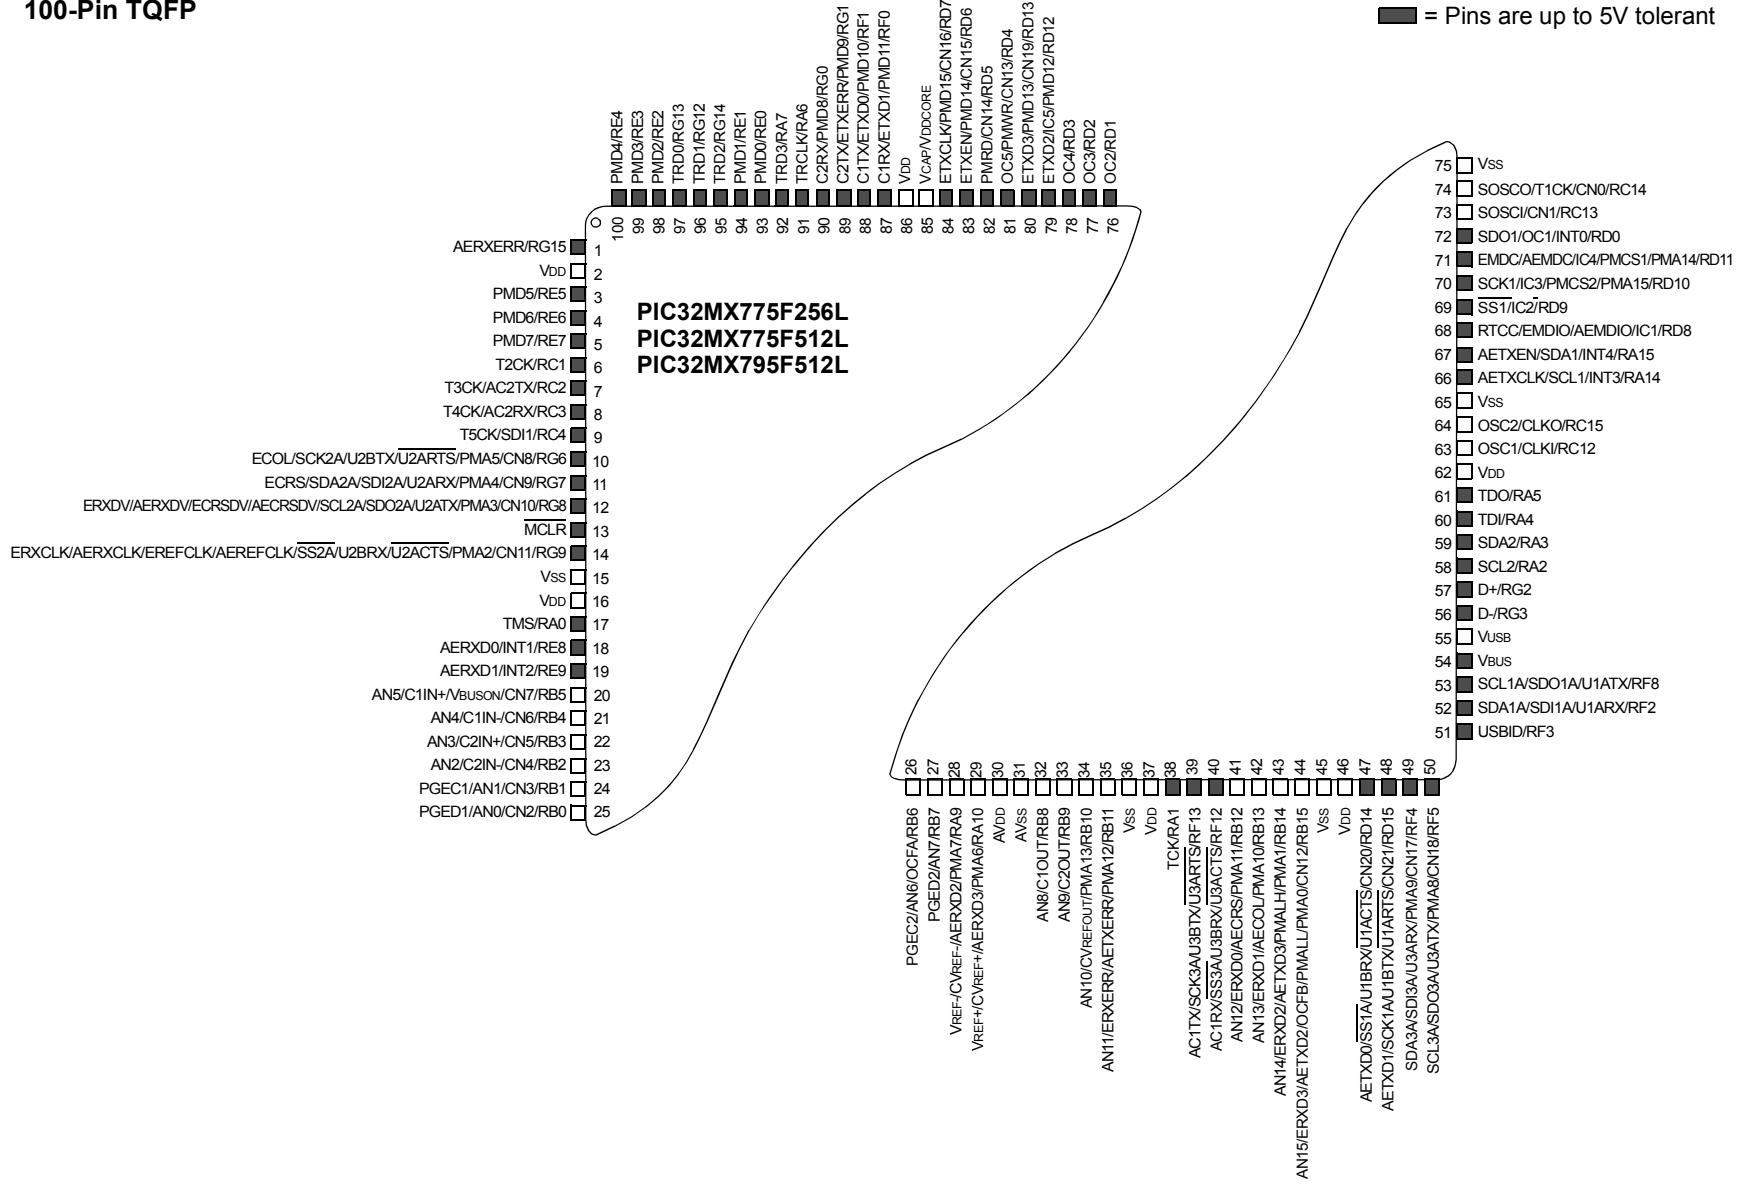 100-Pin TQFP
= Pins are up to 5V tolerant
PIC32MX775F256L
PIC32MX775F512L
PIC32MX795F512L
AERXERR/RG15 1
VDD 2
PMD5/RE5 3
PMD6/RE6 4
PMD7/RE7 5
T2CK/RC1 6
T3CK/AC2TX/RC2 7
T4CK/AC2RX/RC3 8
T5CK/SDI1/RC4 9
ECOL/SCK2A/U2BTX/U2ARTS/PMA5/CN8/RG6 10
ECRS/SDA2A/SDI2A/U2ARX/PMA4/CN9/RG7 11
ERXDV/AERXDV/ECRSDV/AECRSDV/SCL2A/SDO2A/U2ATX/PMA3/CN10/RG8 12
MCLR 13
ERXCLK/AERXCLK/EREFCLK/AEREFCLK/SS2A/U2BRX/U2ACTS/PMA2/CN11/RG9 14
VSS 15
VDD 16
TMS/RA0 17
AERXD0/INT1/RE8 18
AERXD1/INT2/RE9 19
AN5/C1IN+/VBUSON/CN7/RB5 20
AN4/C1IN-/CN6/RB4 21
AN3/C2IN+/CN5/RB3 22
AN2/C2IN-/CN4/RB2 23
PGEC1/AN1/CN3/RB1 24
PGED1/AN0/CN2/RB0 25
26 PGEC2/AN6/OCFA/RB6
27 PGED2/AN7/RB7
28 VREF-/CVREF-/AERXD2/PMA7/RA9
29 VREF+/CVREF+/AERXD3/PMA6/RA10
30 AVDD
31 AVSS
32 AN8/C1OUT/RB8
33 AN9/C2OUT/RB9
34 AN10/CVREFOUT/PMA13/RB10
35 AN11/ERXERR/AETXERR/PMA12/RB11
36 VSS
37 VDD
38 TCK/RA1
39 AC1TX/SCK3A/U3BTX/U3ARTS/RF13
40 AC1RX/SS3A/U3BRX/U3ACTS/RF12
41 AN12/ERXD0/AECRS/PMA11/RB12
42 AN13/ERXD1/AECOL/PMA10/RB13
43 AN14/ERXD2/AETXD3/PMALH/PMA1/RB14
44 AN15/ERXD3/AETXD2/OCFB/PMALL/PMA0/CN12/RB15
45 VSS
46 VDD
47 AETXD0/SS1A/U1BRX/U1ACTS/CN20/RD14
48 AETXD1/SCK1A/U1BTX/U1ARTS/CN21/RD15
49 SDA3A/SDI3A/U3ARX/PMA9/CN17/RF4
50 SCL3A/SDO3A/U3ATX/PMA8/CN18/RF5
75 VSS
74 SOSCO/T1CK/CN0/RC14
73 SOSCI/CN1/RC13
72 SDO1/OC1/INT0/RD0
71 EMDC/AEMDC/IC4/PMCS1/PMA14/RD11
70 SCK1/IC3/PMCS2/PMA15/RD10
69 SS1/IC2/RD9
68 RTCC/EMDIO/AEMDIO/IC1/RD8
67 AETXEN/SDA1/INT4/RA15
66 AETXCLK/SCL1/INT3/RA14
65 VSS
64 OSC2/CLKO/RC15
63 OSC1/CLKI/RC12
62 VDD
61 TDO/RA5
60 TDI/RA4
59 SDA2/RA3
58 SCL2/RA2
57 D+/RG2
56 D-/RG3
55 VUSB
54 VBUS
53 SCL1A/SDO1A/U1ATX/RF8
52 SDA1A/SDI1A/U1ARX/RF2
51 USBID/RF3
100 PMD4/RE4
99 PMD3/RE3
98 PMD2/RE2
97 TRD0/RG13
96 TRD1/RG12
95 TRD2/RG14
94 PMD1/RE1
93 PMD0/RE0
92 TRD3/RA7
91 TRCLK/RA6
90 C2RX/PMD8/RG0
89 C2TX/ETXERR/PMD9/RG1
88 C1TX/ETXD0/PMD10/RF1
87 C1RX/ETXD1/PMD11/RF0
86 VDD
85 VCAP/VDDCORE
84 ETXCLK/PMD15/CN16/RD7
83 ETXEN/PMD14/CN15/RD6
82 PMRD/CN14/RD5
81 OC5/PMWR/CN13/RD4
80 ETXD3/PMD13/CN19/RD13
79 ETXD2/IC5/PMD12/RD12
78 OC4/RD3
77 OC3/RD2
76 OC2/RD1